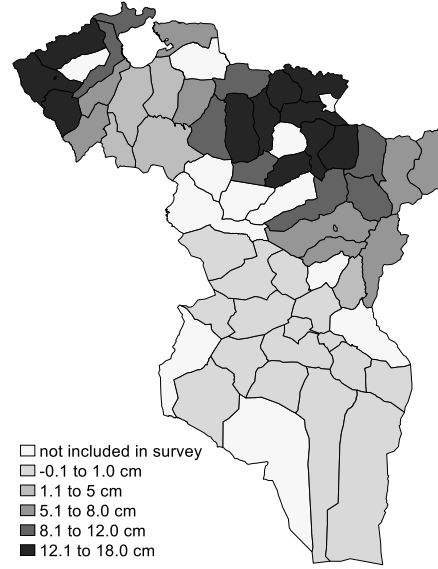 not included in survey
-0.1 to 1.0 cm
1.1 to 5 cm
5.1 to 8.0 cm
8.1 to 12.0 cm
12.1 to 18.0 cm